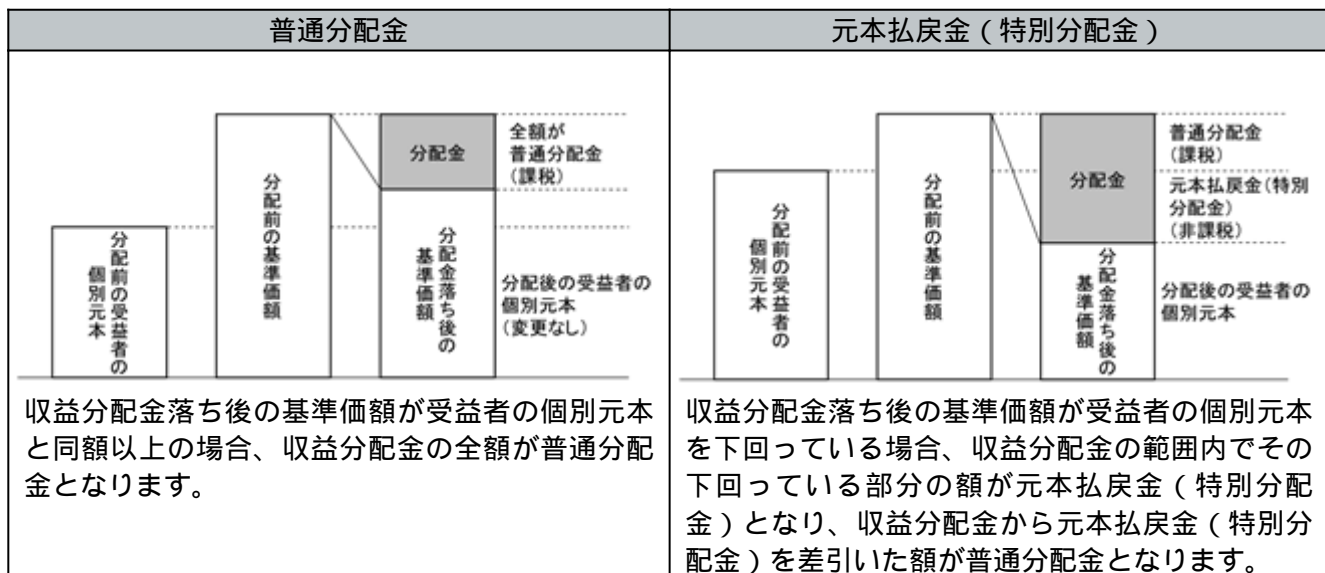 普通分配金
分配前の受益者の
個別元本
分配前の基準価額
分配金
分配金落ち後の
基準価額
全額が
普通分配金
(課税)
分配後の受益者の
個別元本
(変更なし)
収益分配金落ち後の基準価額が受益者の個別元本
と同額以上の場合、収益分配金の全額が普通分配
金となります。
元本払戻金(特別分配金)
分配前の受益者の
個別元本
分配前の基準価額
分配金
分配金落ち後の
基準価額
普通分配金
(課税)
元本払戻金(特別
分配金)
(非課税)
分配後の受益者の
個別元本
収益分配金落ち後の基準価額が受益者の個別元本
を下回っている場合、収益分配金の範囲内でその
下回っている部分の額が元本払戻金(特別分配
金)となり、収益分配金から元本払戻金(特別分
配金)を差引いた額が普通分配金となります。